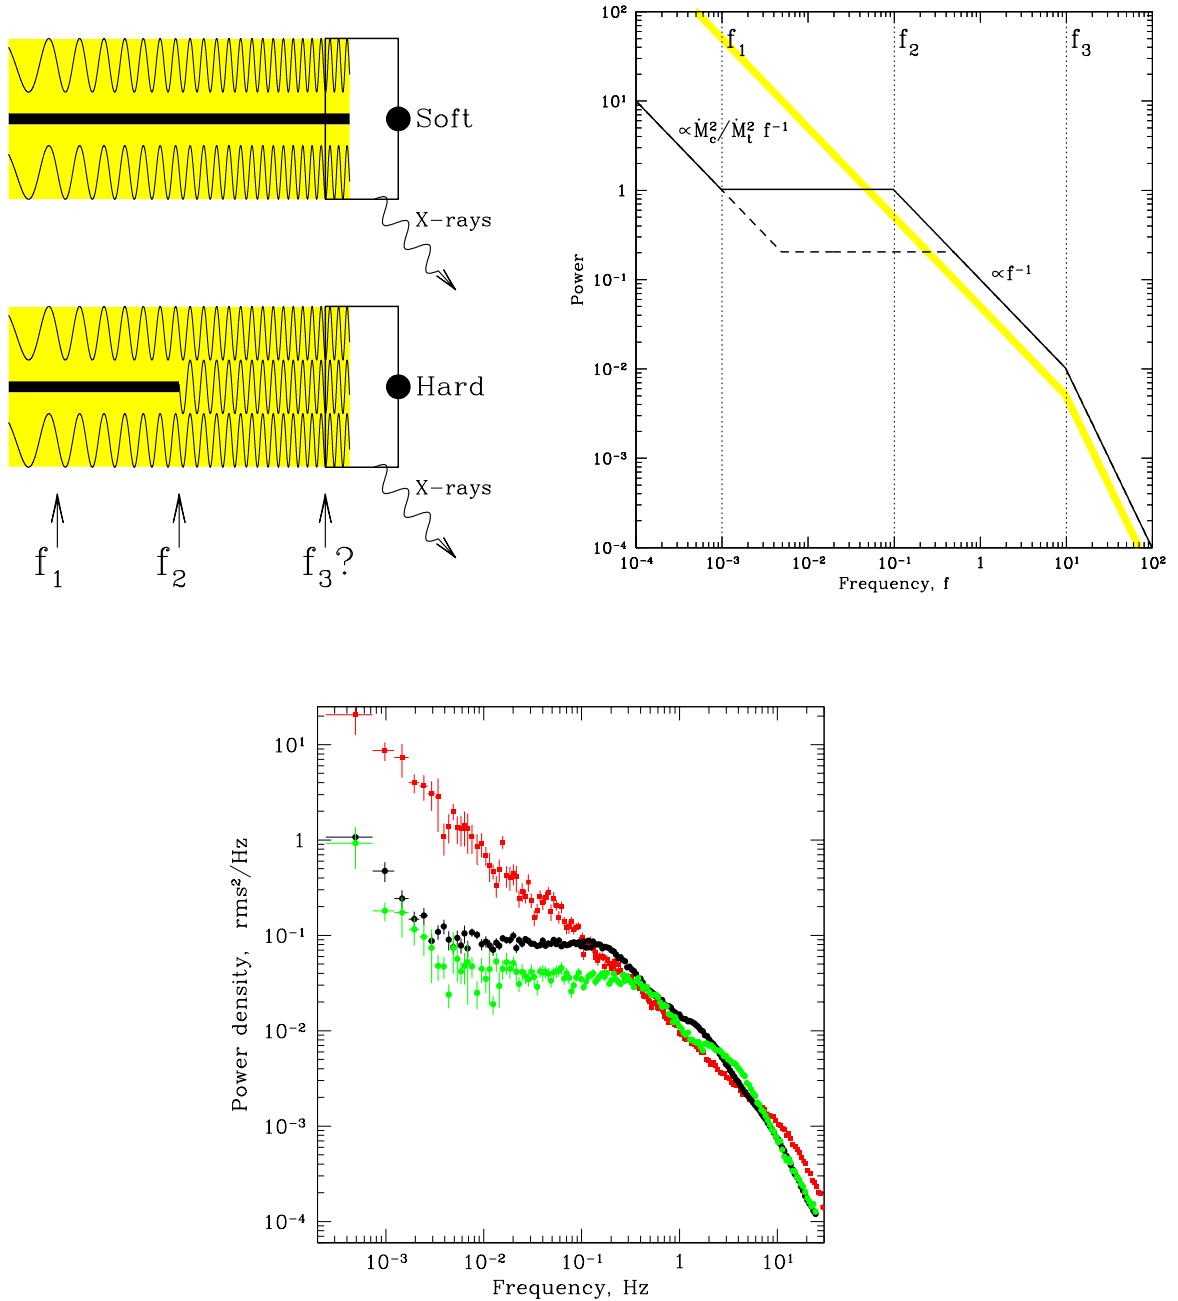 Soft
X-rays
Hard
X-rays
f₁
f₂
f₃?
10²
10¹
1
10⁻¹
10⁻²
10⁻³
10⁻⁴
Power
f₁
f₂
f₃
∝Ṁ²c/Ṁ²t f⁻¹
∝f⁻¹
10⁻⁴ 10⁻³ 10⁻² 10⁻¹ 1 10¹ 10²
Frequency, f
10¹
1
10⁻¹
10⁻²
10⁻³
10⁻⁴
Power density, rms²/Hz
10⁻³ 10⁻² 10⁻¹ 1 10¹
Frequency, Hz